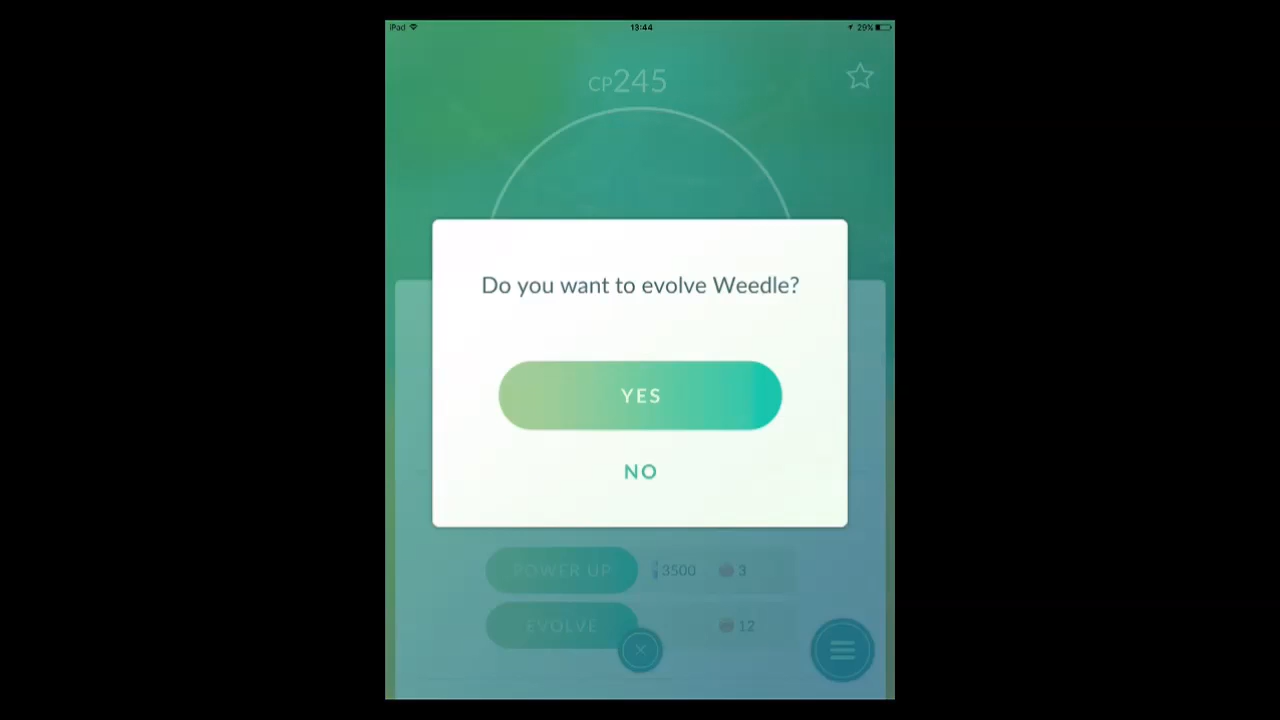 iPad 13:44 29%
CP245
Do you want to evolve Weedle?
YES
NO
POWER UP 3500 3
EVOLVE 12